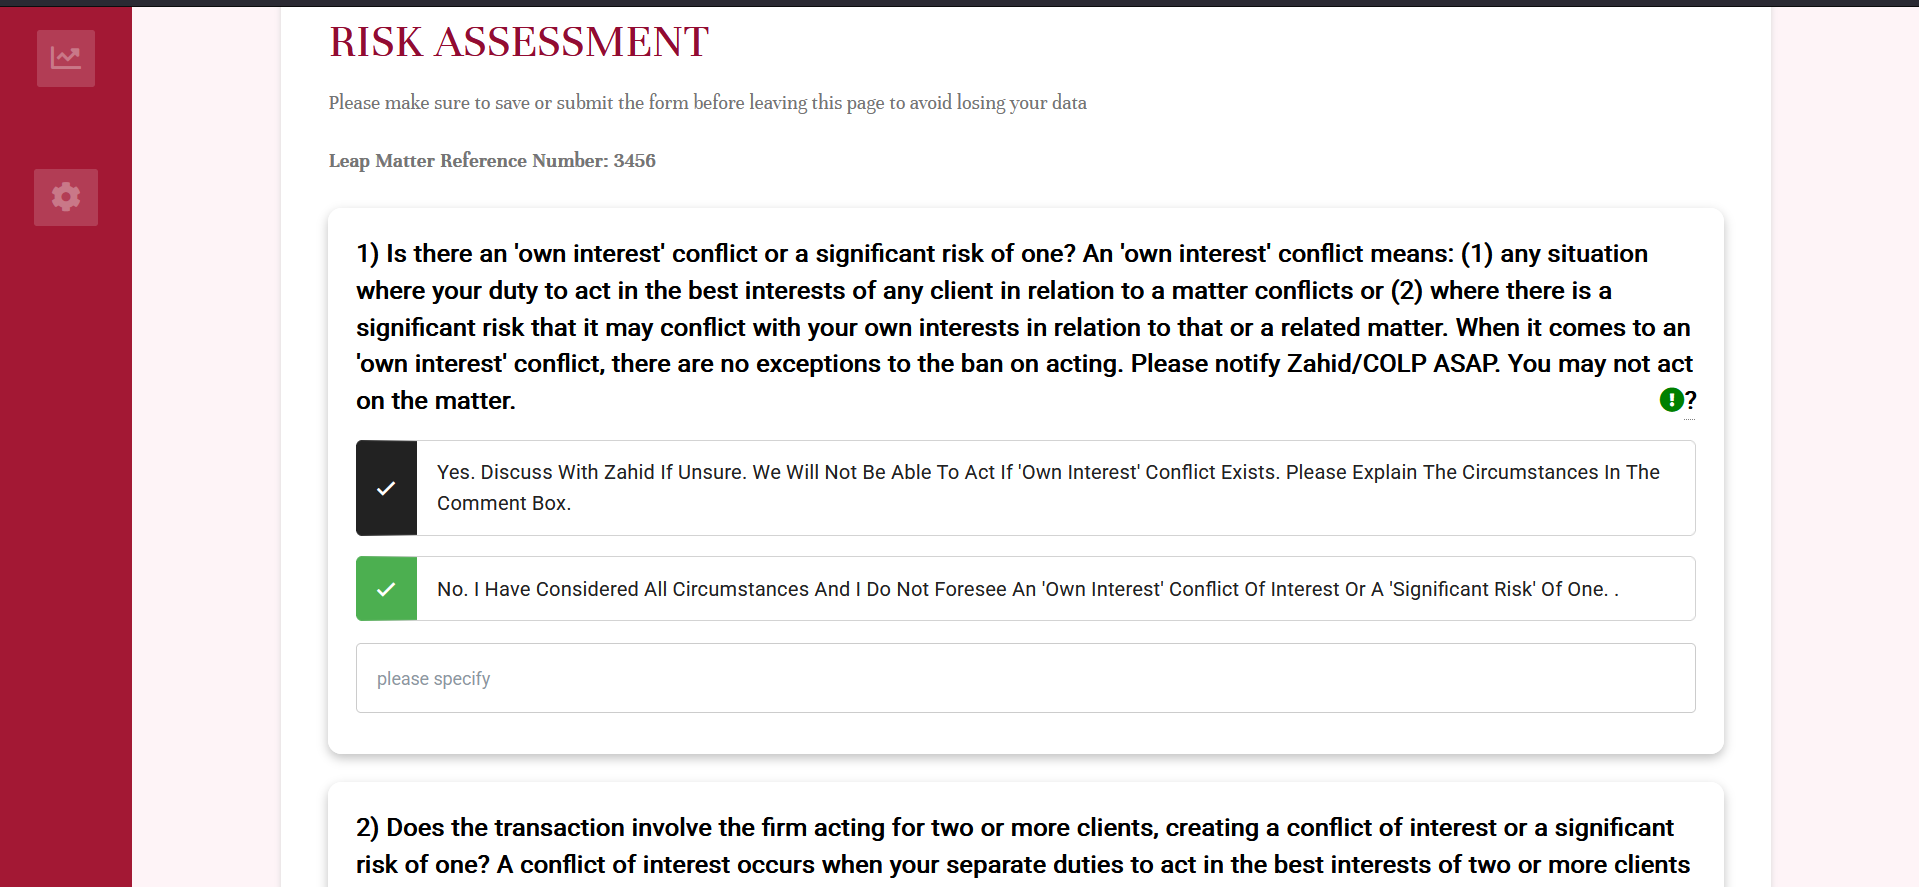 RISK ASSESSMENT
Please make sure to save or submit the form before leaving this page to avoid losing your data
Leap Matter Reference Number: 3456
1) Is there an 'own interest' conflict or a significant risk of one? An 'own interest' conflict means: (1) any situation
where your duty to act in the best interests of any client in relation to a matter conflicts or (2) where there is a
significant risk that it may conflict with your own interests in relation to that or a related matter. When it comes to an
'own interest' conflict, there are no exceptions to the ban on acting. Please notify Zahid/COLP ASAP. You may not act
on the matter.
?
Yes. Discuss With Zahid If Unsure. We Will Not Be Able To Act If 'Own Interest' Conflict Exists. Please Explain The Circumstances In The
Comment Box.
No. I Have Considered All Circumstances And I Do Not Foresee An 'Own Interest' Conflict Of Interest Or A 'Significant Risk' Of One. .
please specify
2) Does the transaction involve the firm acting for two or more clients, creating a conflict of interest or a significant
risk of one? A conflict of interest occurs when your separate duties to act in the best interests of two or more clients